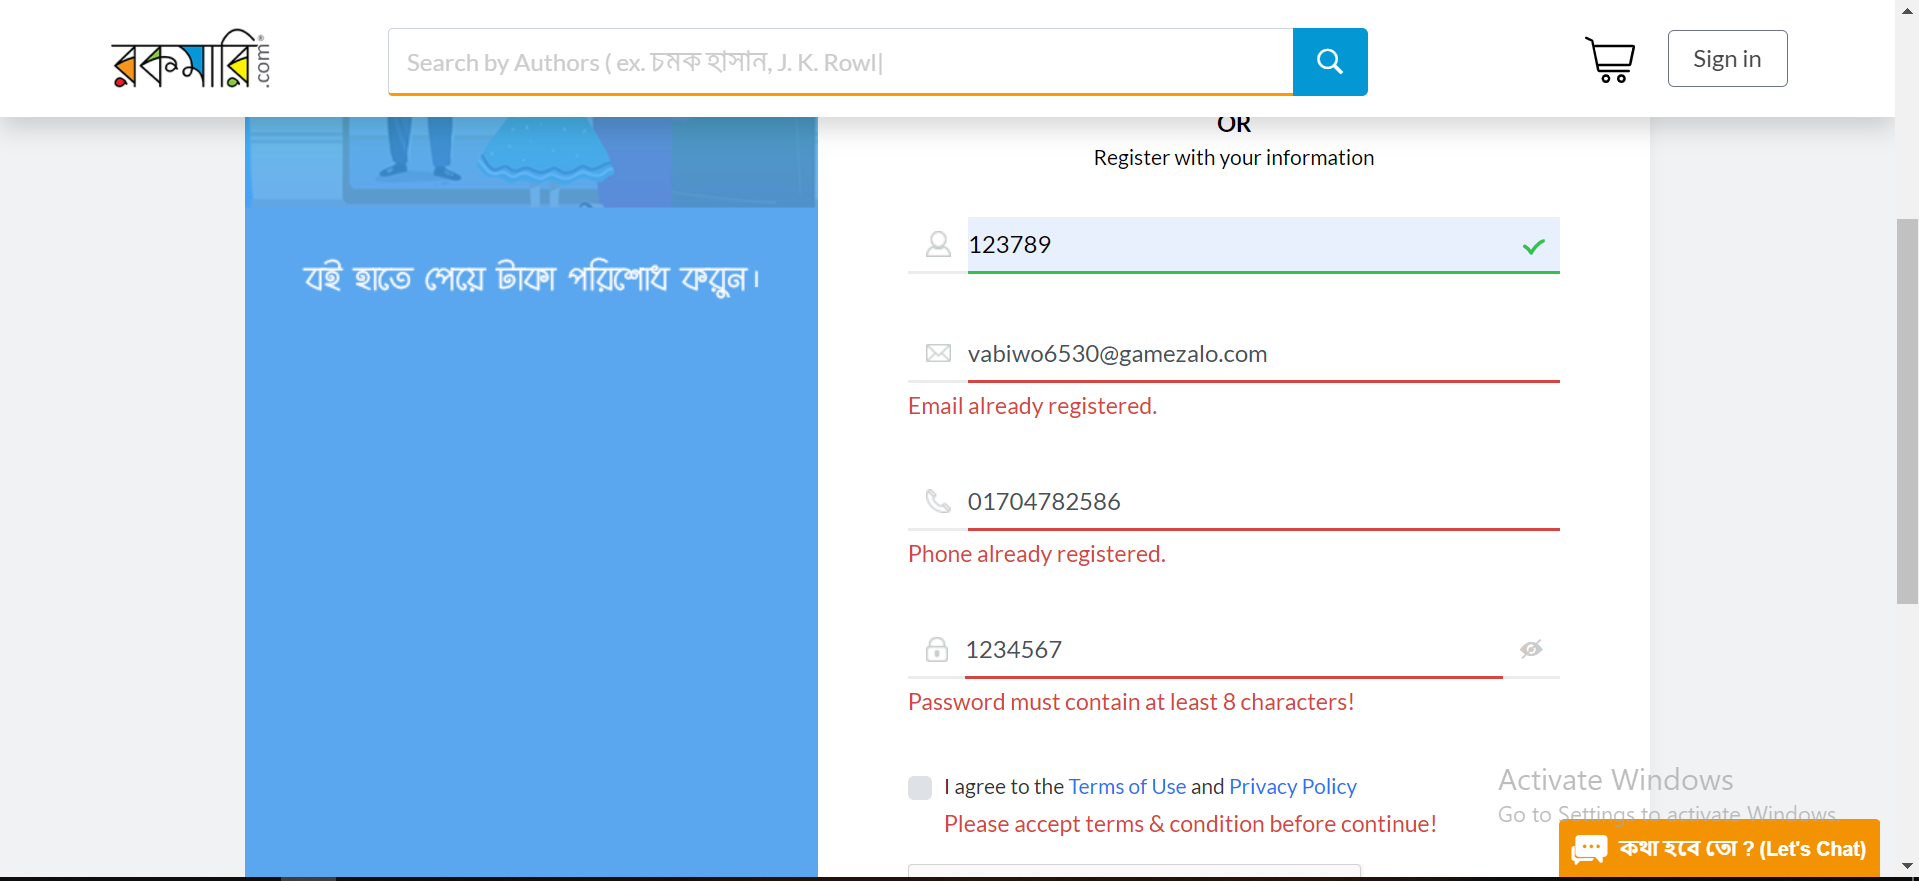 রকমারি.com
Search by Authors ( ex. চমক হাসান, J. K. Rowl|
Sign in
OR
Register with your information
123789
বই হাতে পেয়ে টাকা পরিশোধ করুন।
vabiwo6530@gamezalo.com
Email already registered.
01704782586
Phone already registered.
1234567
Password must contain at least 8 characters!
I agree to the Terms of Use and Privacy Policy
Please accept terms & condition before continue!
Activate Windows
Go to Settings to activate Windows.
কথা হবে তো ? (Let's Chat)